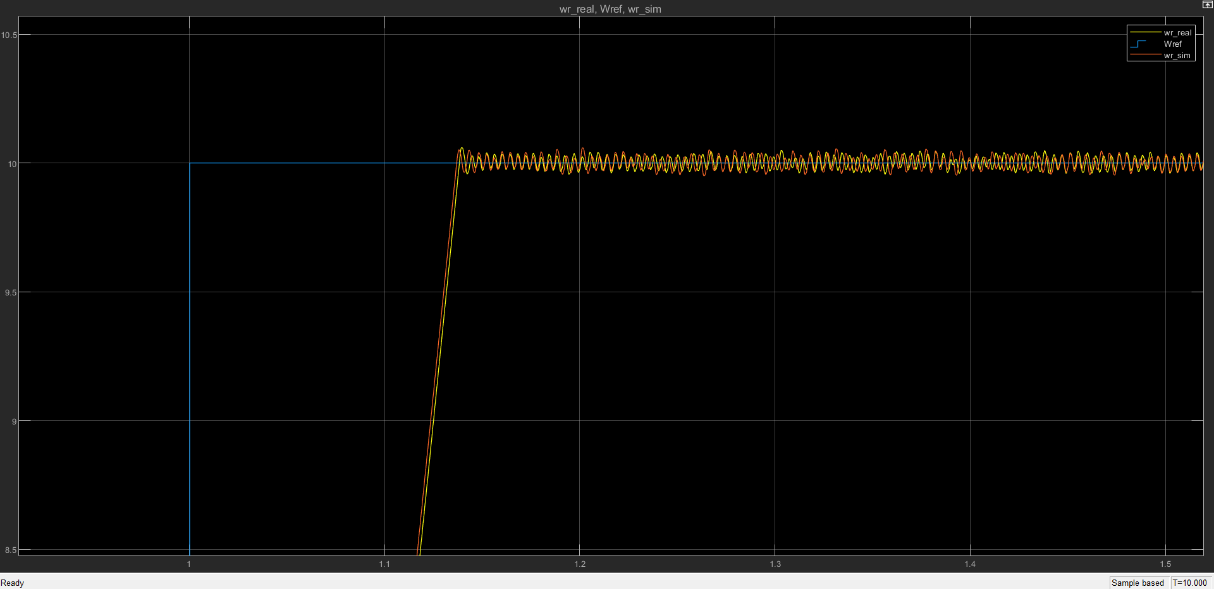 wr_real, Wref, wr_sim
10.5
wr_real
Wref
wr_sim
10
9.5
9
8.5
1
1.1
1.2
1.3
1.4
1.5
Ready
Sample based
T=10.000